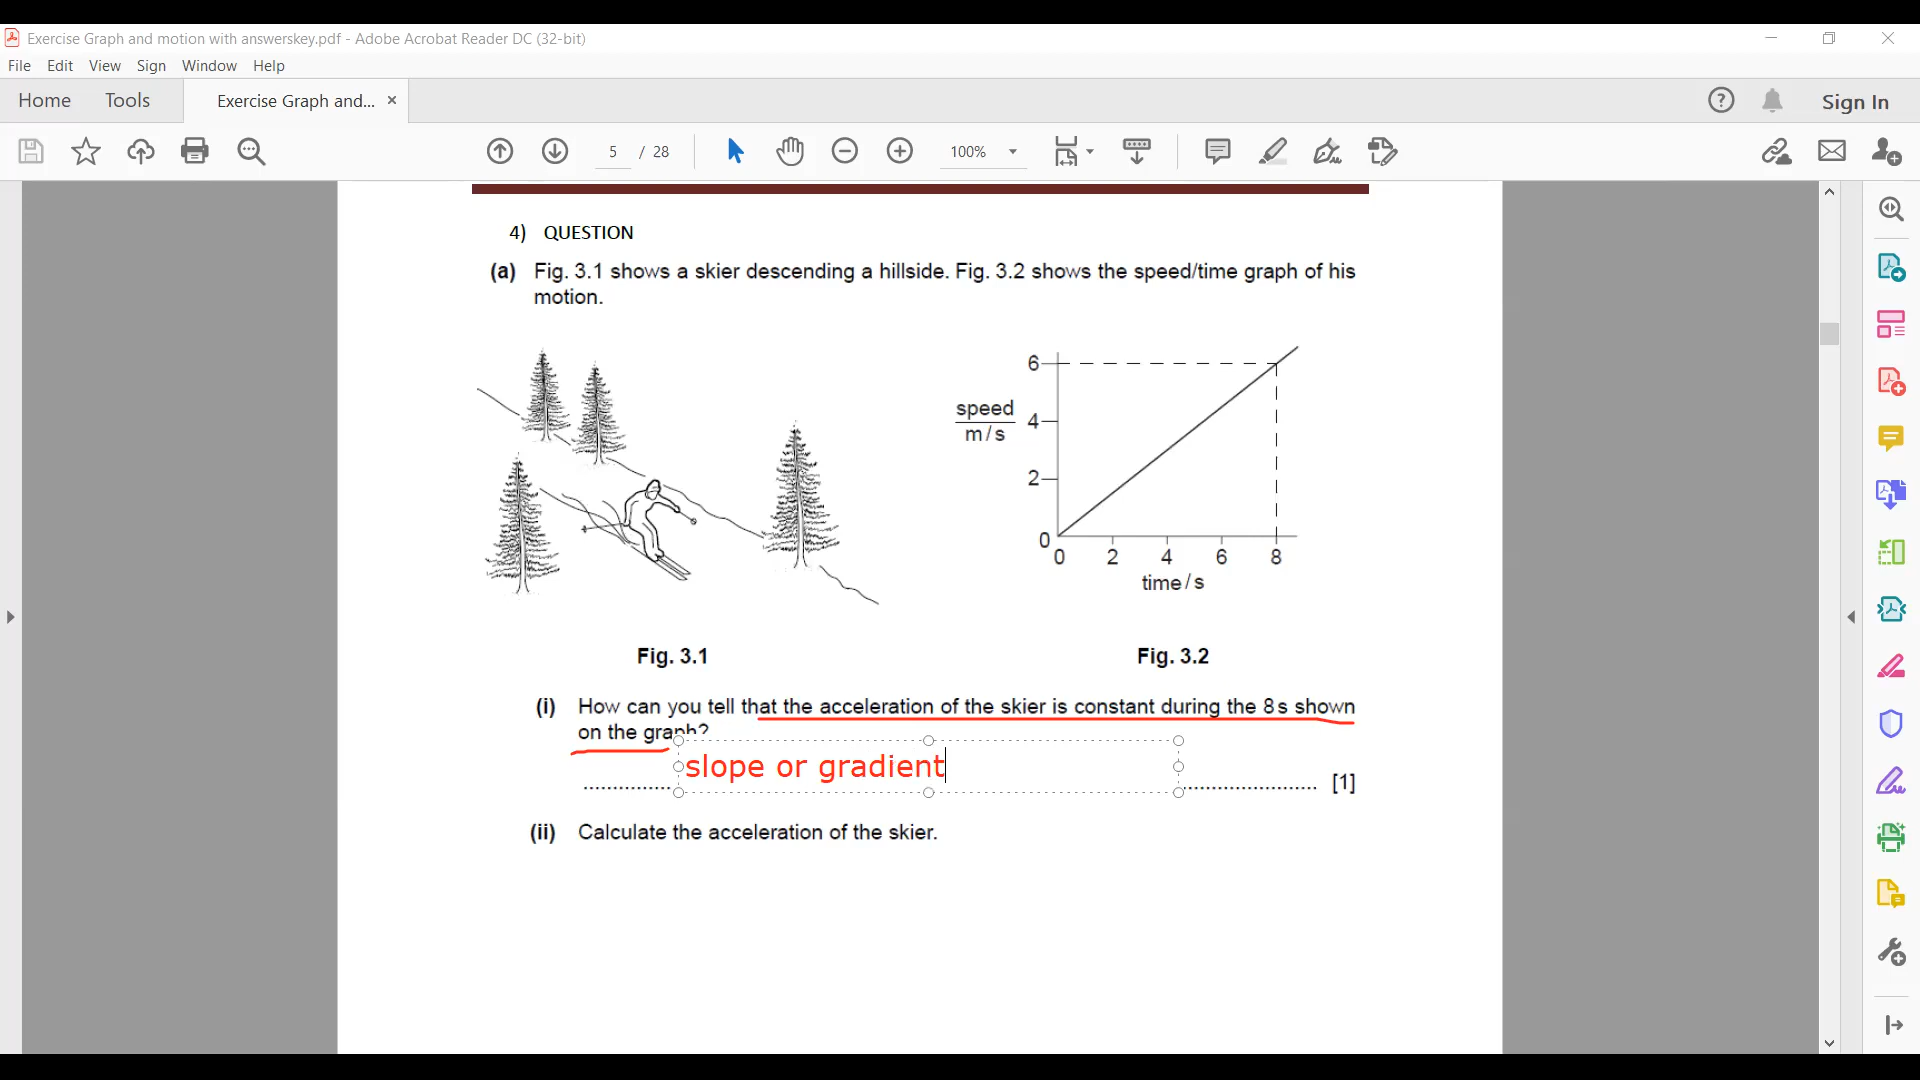 Exercise Graph and motion with answerskey.pdf - Adobe Acrobat Reader DC (32-bit)
File Edit View Sign Window Help
Home Tools Exercise Graph and... × Sign In
5 / 28 100%
4) QUESTION
(a) Fig. 3.1 shows a skier descending a hillside. Fig. 3.2 shows the speed/time graph of his
motion.
6
speed
m/s
4
2
0
0 2 4 6 8
time/s
Fig. 3.1 Fig. 3.2
(i) How can you tell that the acceleration of the skier is constant during the 8 s shown
on the graph?
slope or gradient
............... ....................... [1]
(ii) Calculate the acceleration of the skier.